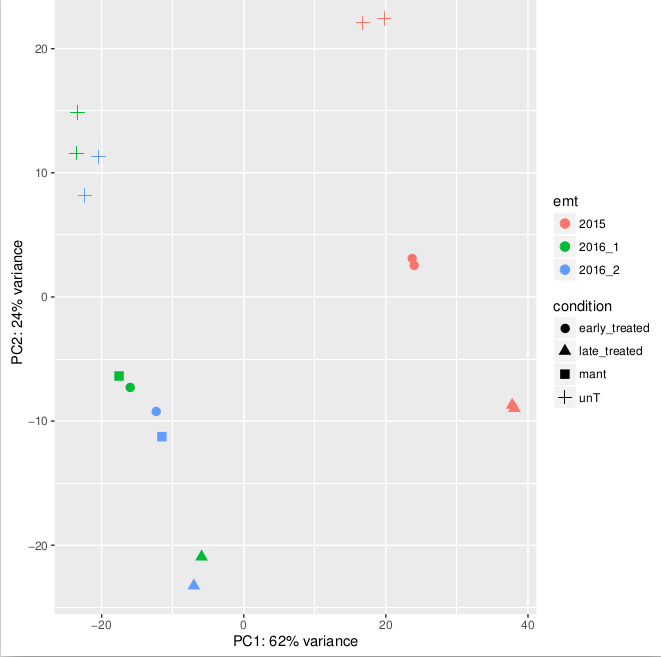 20
10
0
−10
−20
−20
0
20
40
PC2: 24% variance
PC1: 62% variance
emt
2015
2016_1
2016_2
condition
early_treated
late_treated
mant
unT